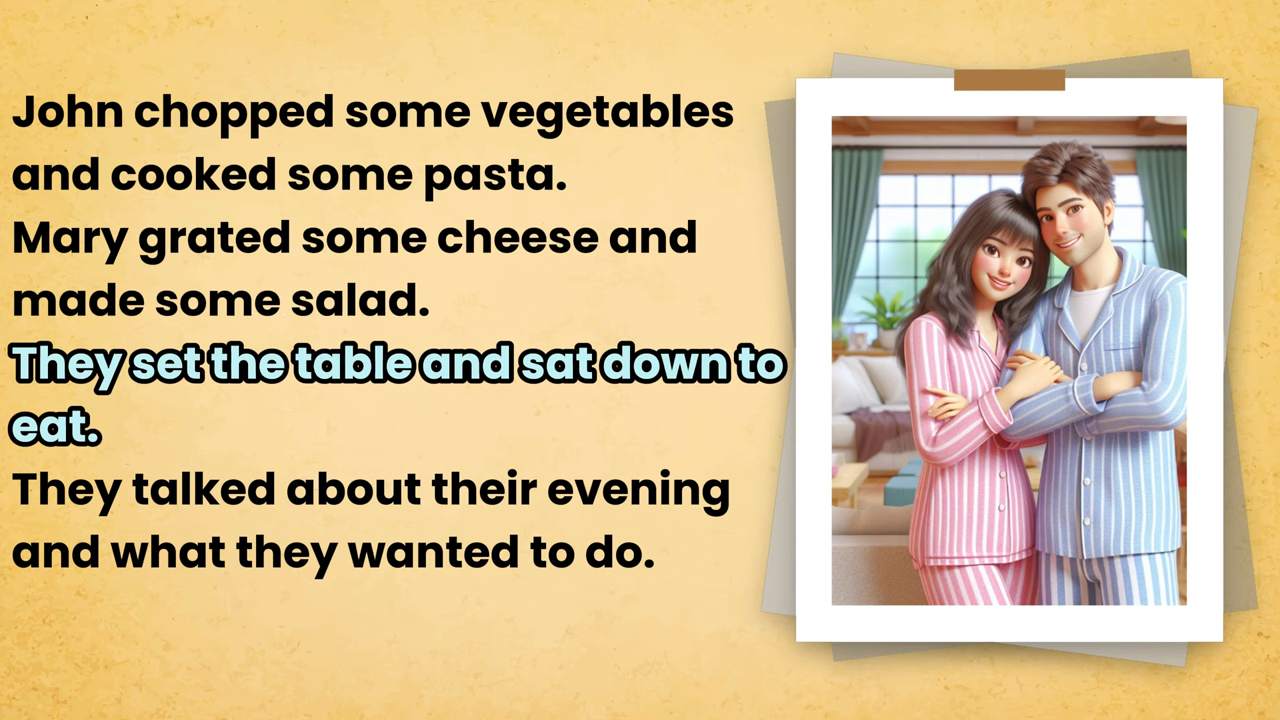 John chopped some vegetables
and cooked some pasta.
Mary grated some cheese and
made some salad.
They set the table and sat down to
eat.
They talked about their evening
and what they wanted to do.